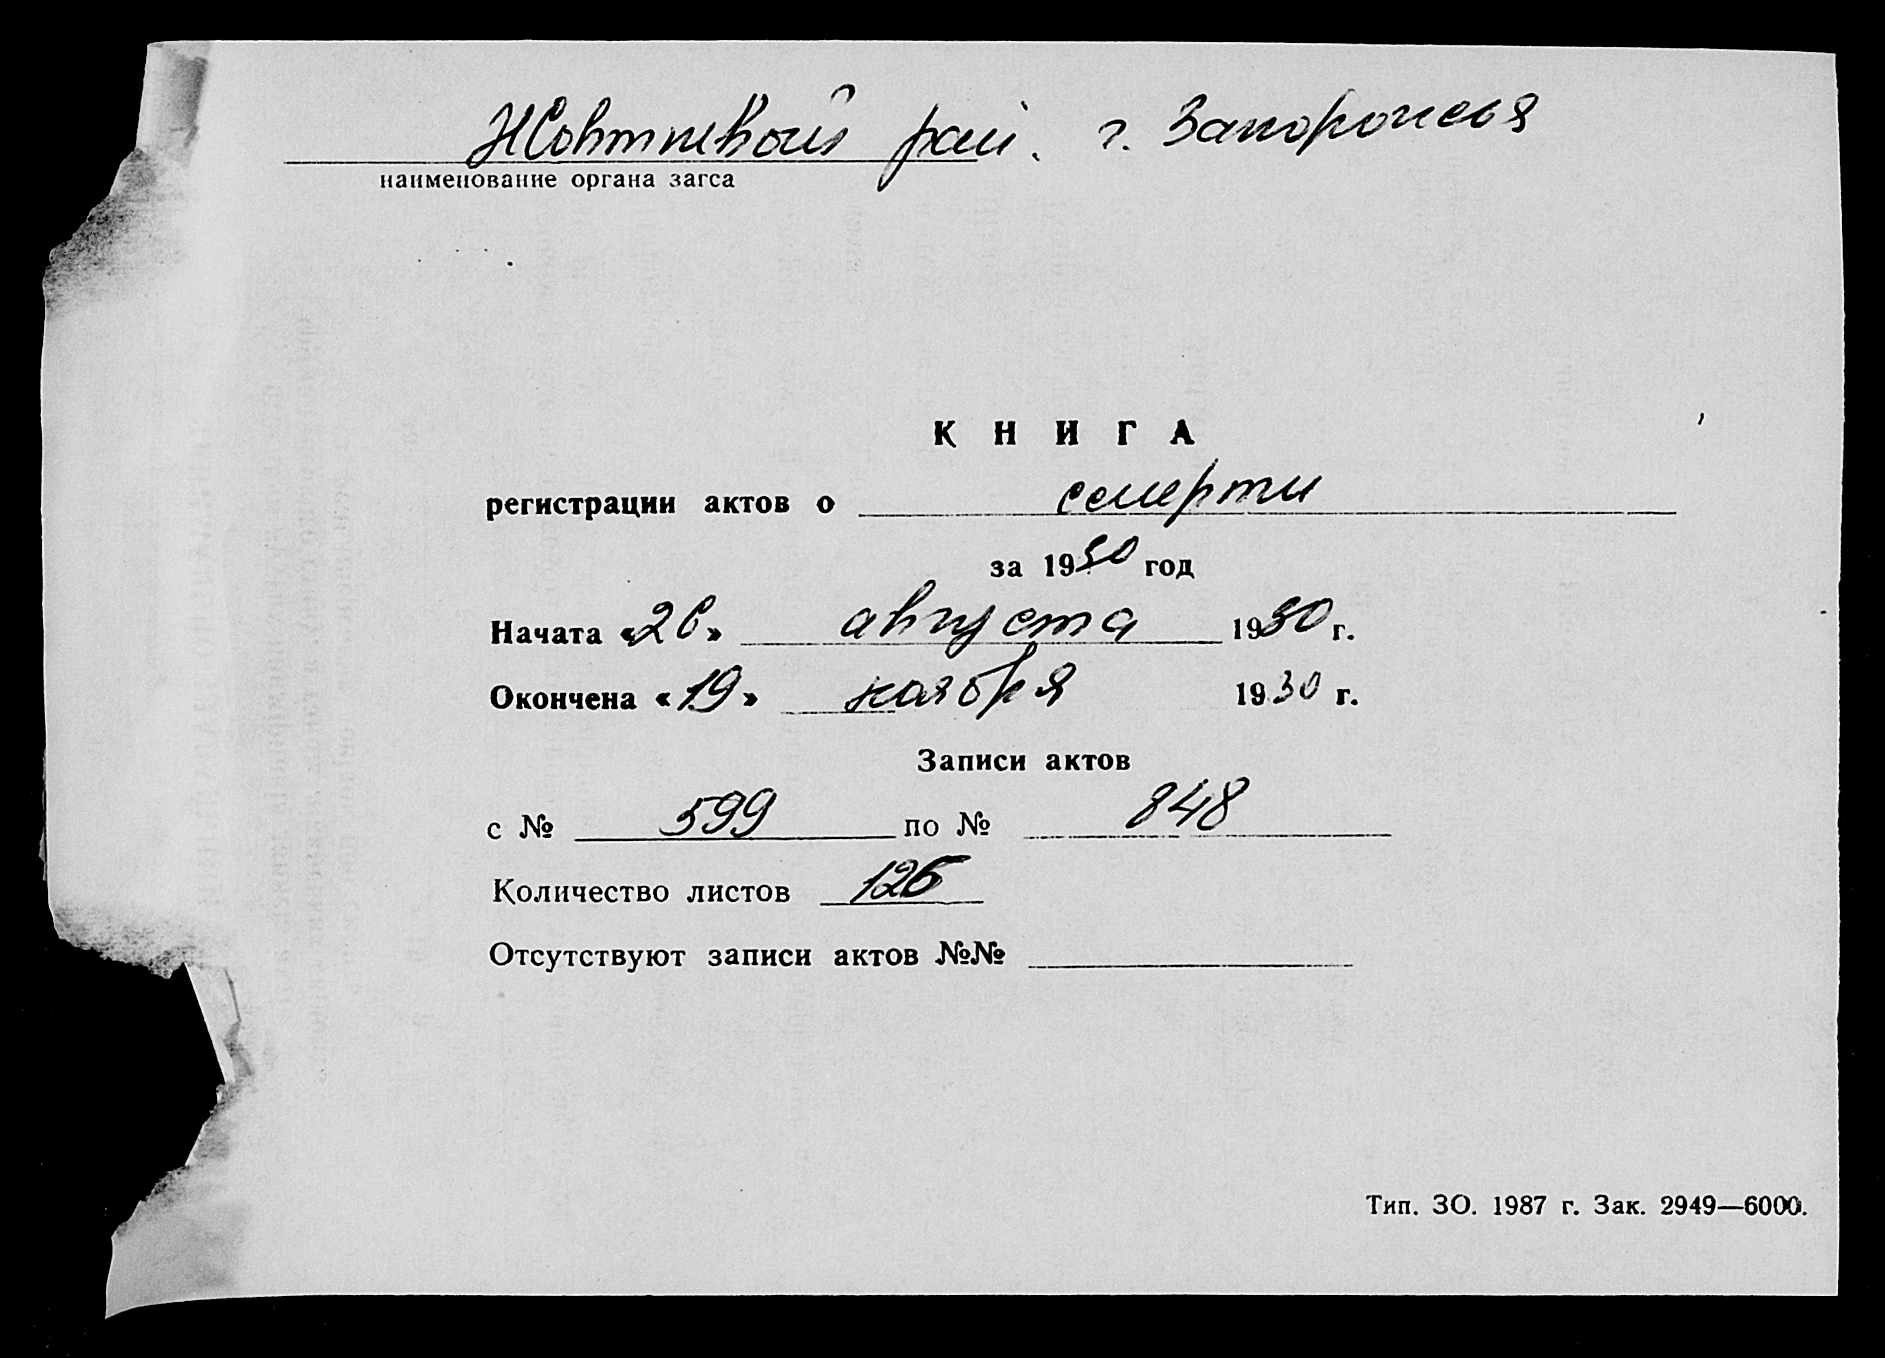 Жовтневый рай. г. Запорожья
наименование органа загса
КНИГА
регистрации актов о смерти
за 1930 год
Начата «26» августа 1930 г.
Окончена «19» ноября 1930 г.
Записи актов
с № 599 по № 848
Количество листов 126
Отсутствуют записи актов №№
Тип. ЗО. 1987 г. Зак. 2949—6000.